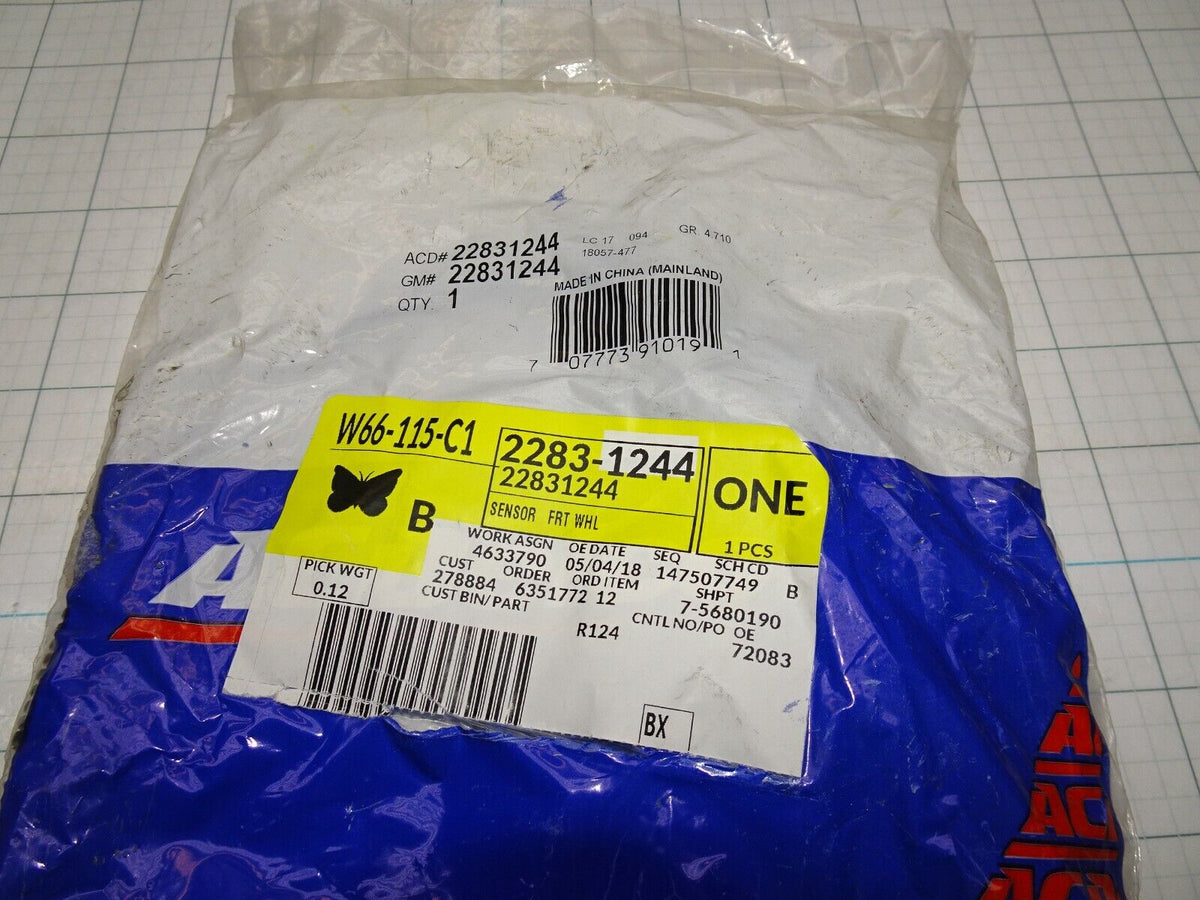 ACD# 22831244
GM# 22831244
QTY. 1
LC 17 094 GR. 4.710
18057-477
MADE IN CHINA (MAINLAND)
7 07773 91019 1
W66-115-C1
B
2283-1244
22831244
SENSOR FRT WHL
ONE
1 PCS
PICK WGT
0.12
WORK ASGN OE DATE SEQ SCH CD
4633790 05/04/18 147507749 B
CUST ORDER ORD ITEM SHPT
278884 6351772 12 7-5680190
CUST BIN/PART CNTL NO/PO OE
R124 72083
BX
A
A
AC
AC